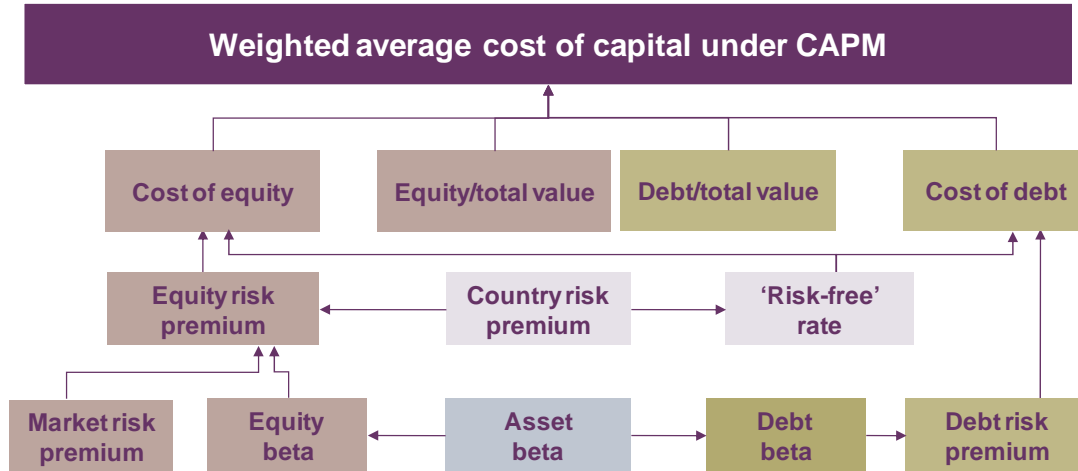 Weighted average cost of capital under CAPM
Cost of equity
Equity/total value
Debt/total value
Cost of debt
Equity risk
premium
Country risk
premium
‘Risk-free’
rate
Market risk
premium
Equity
beta
Asset
beta
Debt
beta
Debt risk
premium